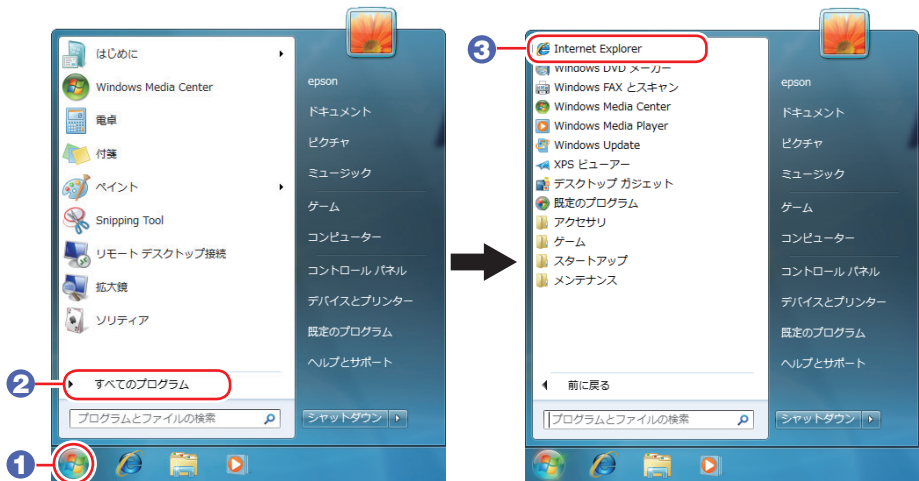 はじめに
Windows Media Center
電卓
付箋
ペイント
Snipping Tool
リモート デスクトップ接続
拡大鏡
ソリティア
2
すべてのプログラム
プログラムとファイルの検索
1
epson
ドキュメント
ピクチャ
ミュージック
ゲーム
コンピューター
コントロール パネル
デバイスとプリンター
既定のプログラム
ヘルプとサポート
シャットダウン
3
Internet Explorer
Windows DVD メーカー
Windows FAX とスキャン
Windows Media Center
Windows Media Player
Windows Update
XPS ビューアー
デスクトップ ガジェット
既定のプログラム
アクセサリ
ゲーム
スタートアップ
メンテナンス
前に戻る
プログラムとファイルの検索
epson
ドキュメント
ピクチャ
ミュージック
ゲーム
コンピューター
コントロール パネル
デバイスとプリンター
既定のプログラム
ヘルプとサポート
シャットダウン